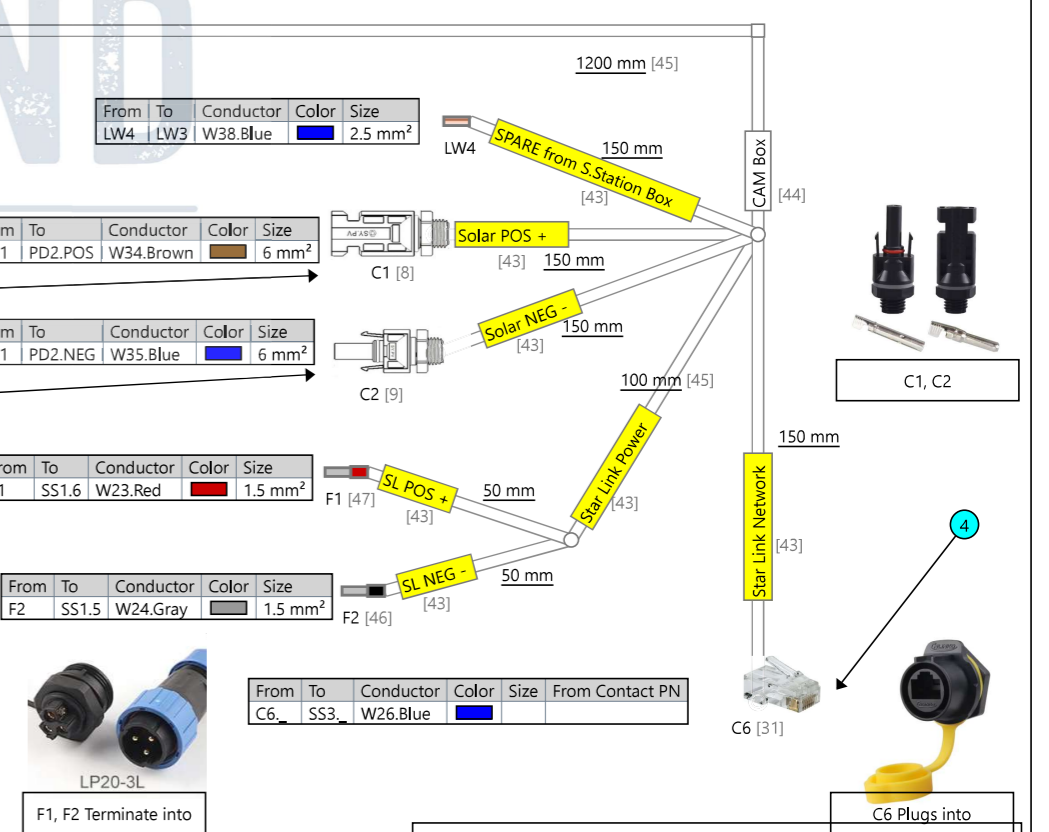 ND
1200 mm [45]
From To Conductor Color Size
LW4 LW3 W38.Blue 2.5 mm²
LW4
SPARE from S.Station Box
150 mm
[43]
CAM Box
[44]
m To Conductor Color Size
1 PD2.POS W34.Brown 6 mm²
C1 [8]
Solar POS +
[43]
150 mm
m To Conductor Color Size
1 PD2.NEG W35.Blue 6 mm²
C2 [9]
Solar NEG -
[43]
150 mm
C1, C2
100 mm [45]
150 mm
rom To Conductor Color Size
1 SS1.6 W23.Red 1.5 mm²
F1 [47]
SL POS +
[43]
50 mm
Star Link Power
[43]
Star Link Network
[43]
4
From To Conductor Color Size
F2 SS1.5 W24.Gray 1.5 mm²
F2 [46]
SL NEG -
[43]
50 mm
From To Conductor Color Size From Contact PN
C6._ SS3._ W26.Blue
C6 [31]
LP20-3L
F1, F2 Terminate into
C6 Plugs into